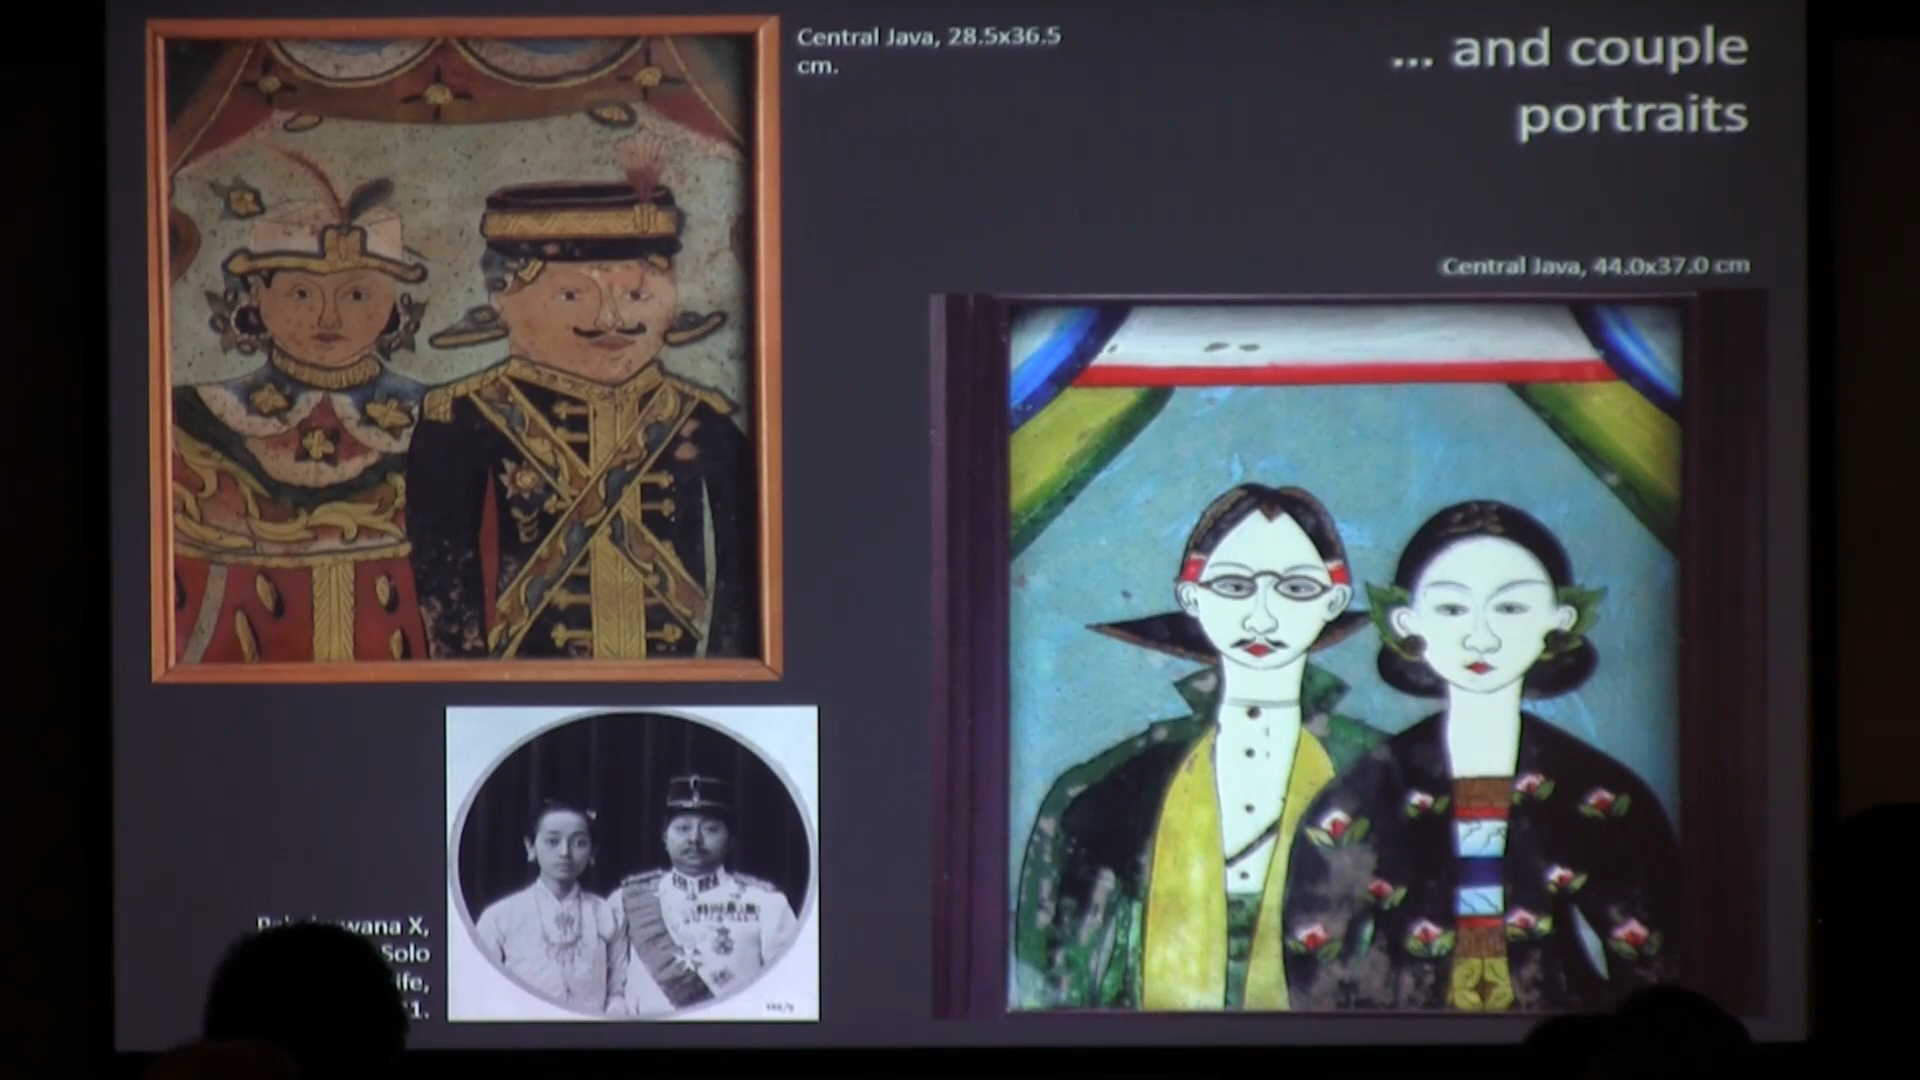 Central Java, 28.5x36.5
cm.
... and couple
portraits
Central Java, 44.0x37.0 cm
X,
Solo